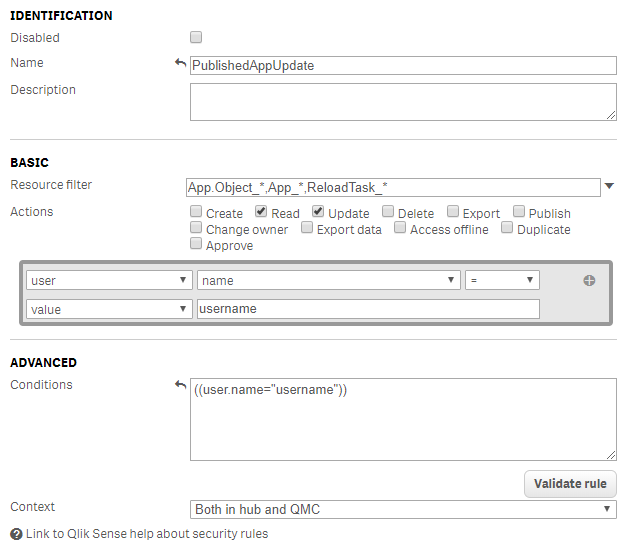 IDENTIFICATION
Disabled
Name PublishedAppUpdate
Description
BASIC
Resource filter App.Object_*,App_*,ReloadTask_*
Actions Create Read Update Delete Export Publish
Change owner Export data Access offline Duplicate
Approve
user name =
value username
ADVANCED
Conditions ((user.name="username"))
Validate rule
Context Both in hub and QMC
Link to Qlik Sense help about security rules